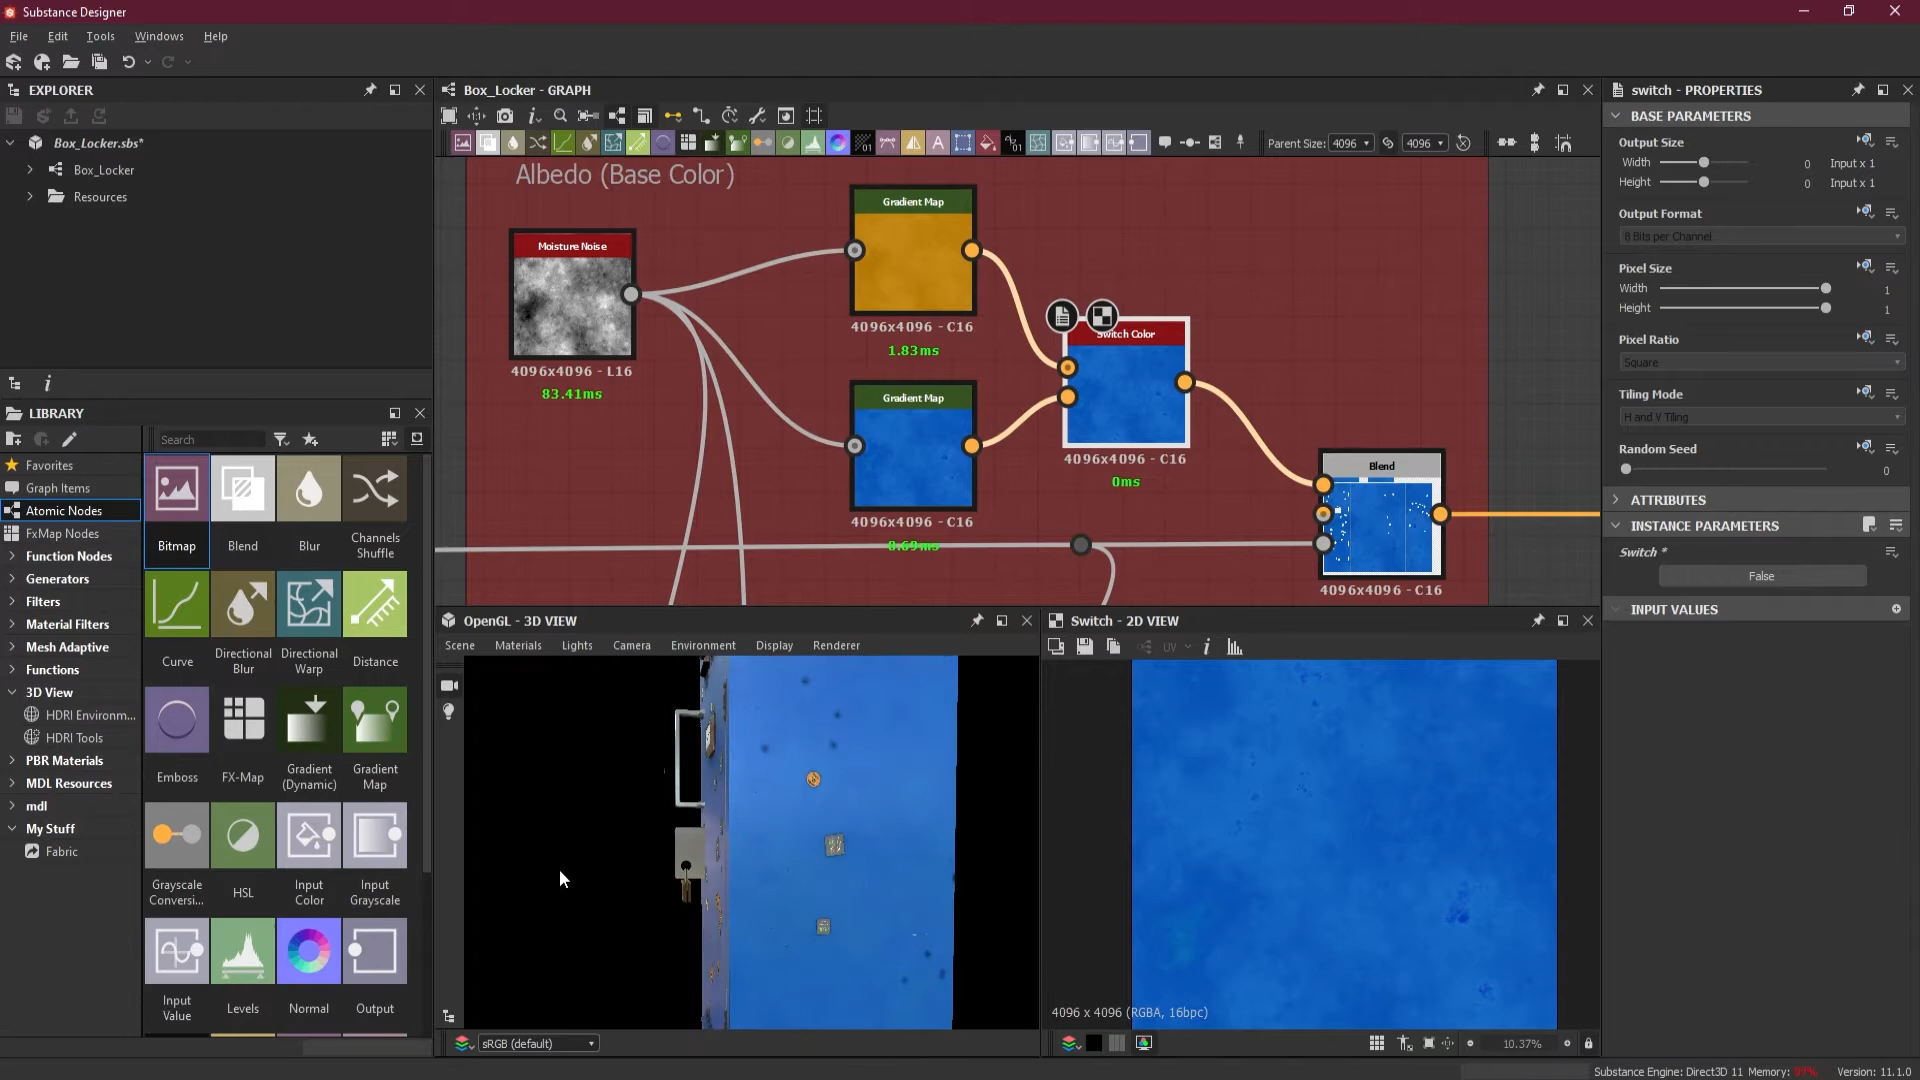 Substance Designer
File Edit Tools Windows Help
EXPLORER
Box_Locker.sbs*
Box_Locker
Resources
LIBRARY
Search
Favorites
Graph Items
Atomic Nodes
FxMap Nodes
Function Nodes
Generators
Filters
Material Filters
Mesh Adaptive
Functions
3D View
HDRI Environm...
HDRI Tools
PBR Materials
MDL Resources
mdl
My Stuff
Fabric
Bitmap Blend Blur Channels Shuffle
Curve Directional Blur Directional Warp Distance
Emboss FX-Map Gradient (Dynamic) Gradient Map
Grayscale Conversi... HSL Input Color Input Grayscale
Input Value Levels Normal Output
Box_Locker - GRAPH
Parent Size: 4096 4096
Albedo (Base Color)
Moisture Noise
4096x4096 - L16
83.41ms
Gradient Map
4096x4096 - C16
1.83ms
Gradient Map
4096x4096 - C16
Switch Color
4096x4096 - C16
0ms
Blend
4096x4096 - C16
OpenGL - 3D VIEW
Scene Materials Lights Camera Environment Display Renderer
sRGB (default)
Switch - 2D VIEW
UV
4096 x 4096 (RGBA, 16bpc)
10.37%
switch - PROPERTIES
BASE PARAMETERS
Output Size
Width 0 Input x 1
Height 0 Input x 1
Output Format
8 Bits per Channel
Pixel Size
Width 1
Height 1
Pixel Ratio
Square
Tiling Mode
H and V Tiling
Random Seed
0
ATTRIBUTES
INSTANCE PARAMETERS
Switch *
False
INPUT VALUES
Substance Engine: Direct3D 11 Memory: Version: 11.1.0